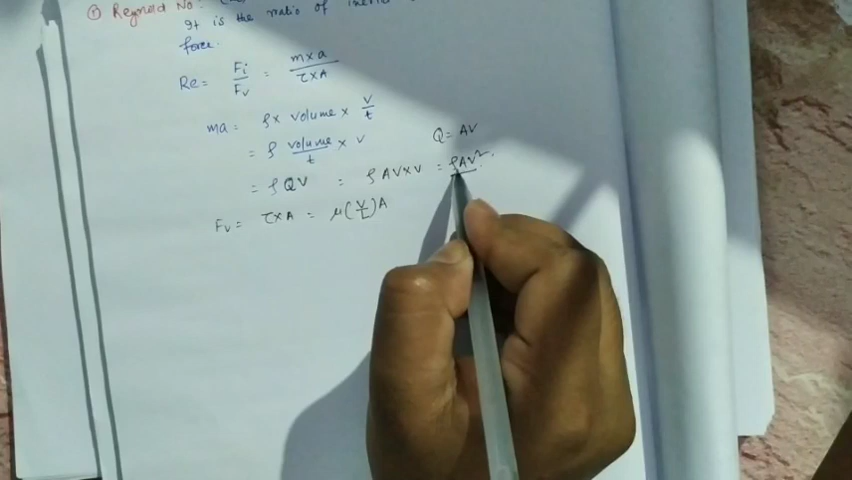 ① Reynold No:
It is the ratio of inertia
force.
Re = Fi/Fv = m×a/τ×A
ma = ρ× volume × V/t
= ρ volume/t × V
Q = AV
= ρQV = ρAV×V = ρAV².
Fv = τ×A = μ(V/L)A